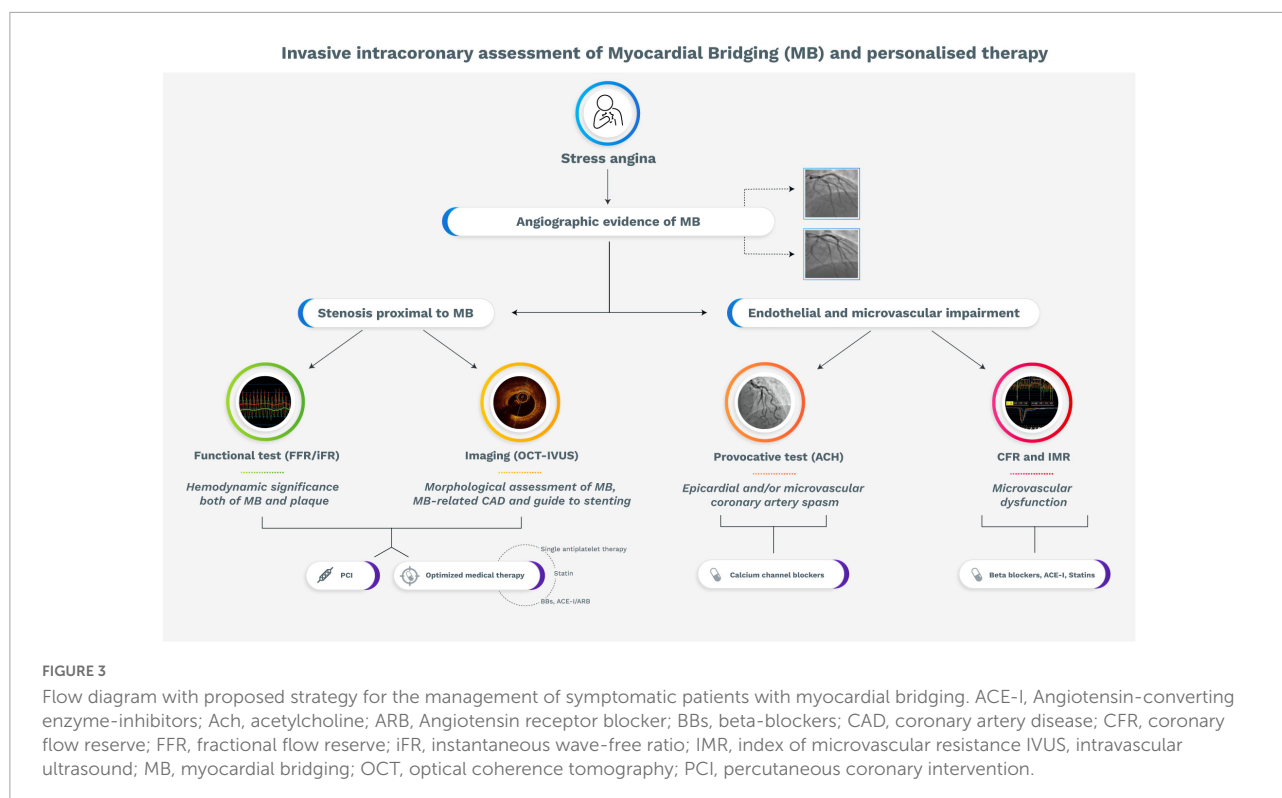 Invasive intracoronary assessment of Myocardial Bridging (MB) and personalised therapy
Stress angina
Angiographic evidence of MB
Stenosis proximal to MB
Endothelial and microvascular impairment
Functional test (FFR/iFR)
Hemodynamic significance
both of MB and plaque
Imaging (OCT-IVUS)
Morphological assessment of MB,
MB-related CAD and guide to stenting
Provocative test (ACH)
Epicardial and/or microvascular
coronary artery spasm
CFR and IMR
Microvascular
dysfunction
PCI
Optimized medical therapy
Single antiplatelet therapy
Statin
BBs, ACE-I/ARB
Calcium channel blockers
Beta blockers, ACE-I, Statins
FIGURE 3
Flow diagram with proposed strategy for the management of symptomatic patients with myocardial bridging. ACE-I, Angiotensin-converting
enzyme-inhibitors; Ach, acetylcholine; ARB, Angiotensin receptor blocker; BBs, beta-blockers; CAD, coronary artery disease; CFR, coronary
flow reserve; FFR, fractional flow reserve; iFR, instantaneous wave-free ratio; IMR, index of microvascular resistance IVUS, intravascular
ultrasound; MB, myocardial bridging; OCT, optical coherence tomography; PCI, percutaneous coronary intervention.